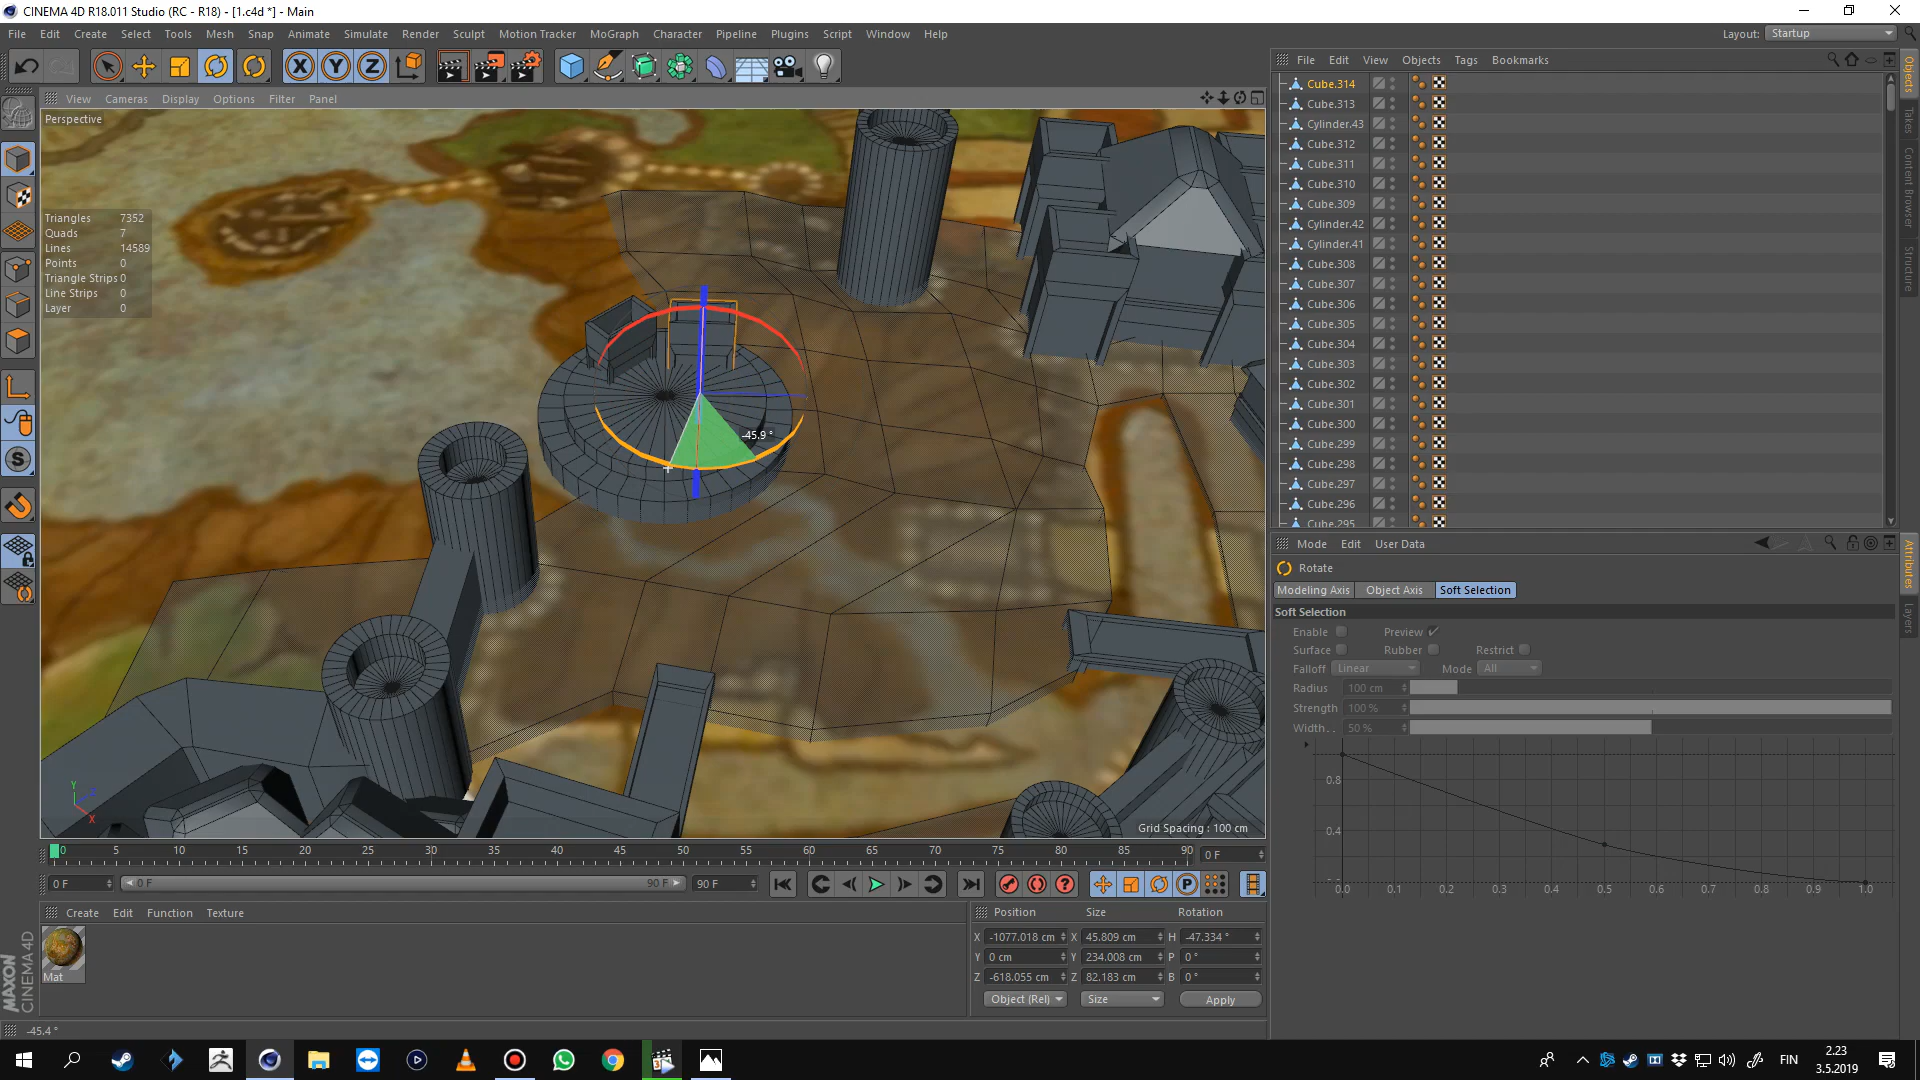 CINEMA 4D R18.011 Studio (RC - R18) - [1.c4d *] - Main
File Edit Create Select Tools Mesh Snap Animate Simulate Render Sculpt Motion Tracker MoGraph Character Pipeline Plugins Script Window Help
Layout: Startup
View Cameras Display Options Filter Panel
Perspective
Triangles 7352
Quads 7
Lines 14589
Points 0
Triangle Strips 0
Line Strips 0
Layer 0
-45.9 °
Y
Z
X
Grid Spacing : 100 cm
File Edit View Objects Tags Bookmarks
Cube.314
Cube.313
Cylinder.43
Cube.312
Cube.311
Cube.310
Cube.309
Cylinder.42
Cylinder.41
Cube.308
Cube.307
Cube.306
Cube.305
Cube.304
Cube.303
Cube.302
Cube.301
Cube.300
Cube.299
Cube.298
Cube.297
Cube.296
Cube.295
Objects
Takes
Content Browser
Structure
Mode Edit User Data
Rotate
Modeling Axis Object Axis Soft Selection
Soft Selection
Enable Preview
Surface Rubber Restrict
Falloff Linear Mode All
Radius 100 cm
Strength 100 %
Width. . 50 %
0.8
0.4
0.0 0.1 0.2 0.3 0.4 0.5 0.6 0.7 0.8 0.9 1.0
Attributes
Layers
0 5 10 15 20 25 30 35 40 45 50 55 60 65 70 75 80 85 90 0 F
0 F 0 F 90 F 90 F
Create Edit Function Texture
Mat
MAXON
CINEMA 4D
Position Size Rotation
X -1077.018 cm X 45.809 cm H -47.334 °
Y 0 cm Y 234.008 cm P 0 °
Z -618.055 cm Z 82.183 cm B 0 °
Object (Rel) Size Apply
-45.4 °
FIN
2.23
3.5.2019